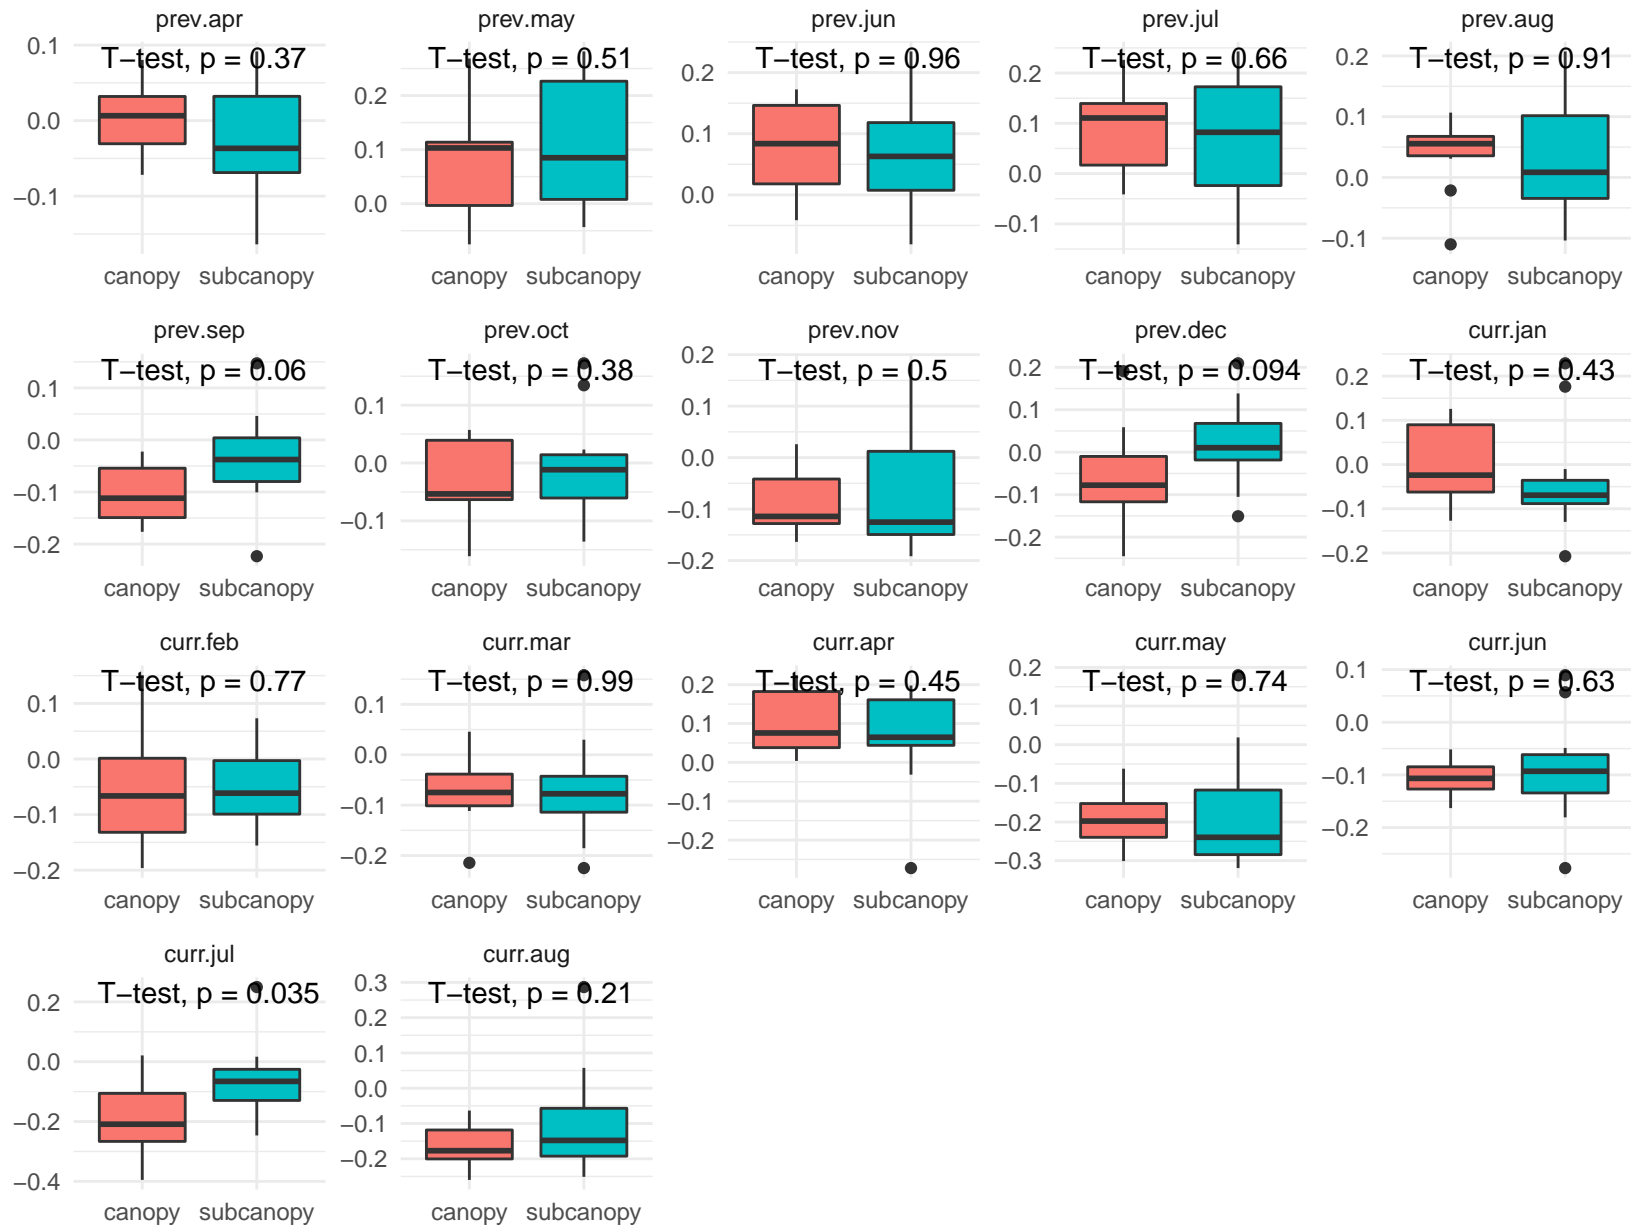 prev.apr prev.may prev.jun prev.jul prev.aug
T−test, p = 0.37 T−test, p = 0.51 T−test, p = 0.96 T−test, p = 0.66 T−test, p = 0.91
0.1 0.0 −0.1
0.2 0.1 0.0
0.2 0.1 0.0
0.2 0.1 0.0 −0.1
0.2 0.1 0.0 −0.1
canopy subcanopy canopy subcanopy canopy subcanopy canopy subcanopy canopy subcanopy
prev.sep prev.oct prev.nov prev.dec curr.jan
T−test, p = 0.06 T−test, p = 0.38 T−test, p = 0.5 T−test, p = 0.094 T−test, p = 0.43
0.1 0.0 −0.1 −0.2
0.1 0.0 −0.1
0.2 0.1 0.0 −0.1 −0.2
0.2 0.1 0.0 −0.1 −0.2
0.2 0.1 0.0 −0.1 −0.2
canopy subcanopy canopy subcanopy canopy subcanopy canopy subcanopy canopy subcanopy
curr.feb curr.mar curr.apr curr.may curr.jun
T−test, p = 0.77 T−test, p = 0.99 T−test, p = 0.45 T−test, p = 0.74 T−test, p = 0.63
0.1 0.0 −0.1 −0.2
0.1 0.0 −0.1 −0.2
0.2 0.1 0.0 −0.1 −0.2
0.2 0.1 0.0 −0.1 −0.2 −0.3
0.1 0.0 −0.1 −0.2
canopy subcanopy canopy subcanopy canopy subcanopy canopy subcanopy canopy subcanopy
curr.jul curr.aug
T−test, p = 0.035 T−test, p = 0.21
0.2 0.0 −0.2 −0.4
0.3 0.2 0.1 0.0 −0.1 −0.2
canopy subcanopy canopy subcanopy